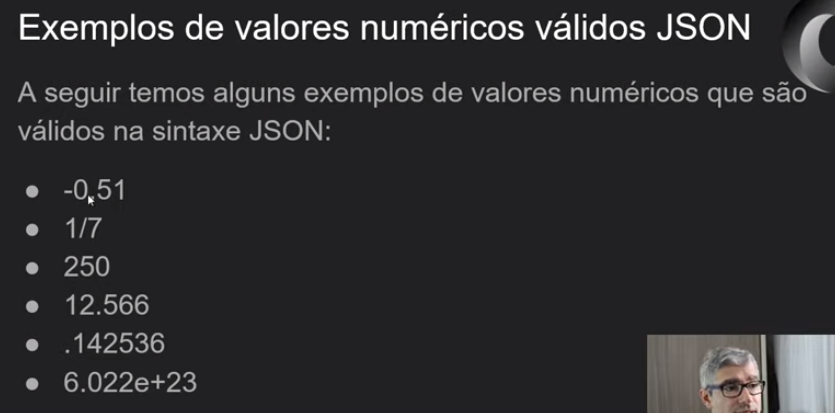 Exemplos de valores numéricos válidos JSON
A seguir temos alguns exemplos de valores numéricos que são
válidos na sintaxe JSON:
● -0.51
● 1/7
● 250
● 12.566
● .142536
● 6.022e+23